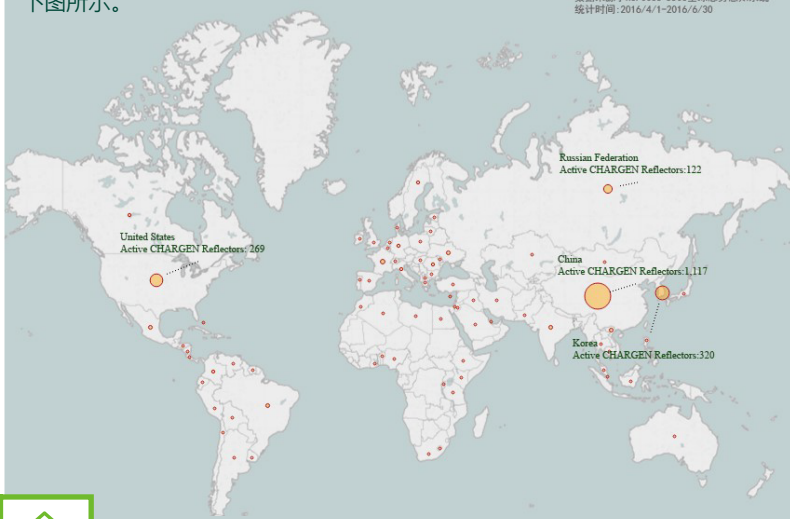 下图所示。
统计时间:2016/4/1-2016/6/30
Russian Federation
Active CHARGEN Reflectors:122
United States
Active CHARGEN Reflectors: 269
China
Active CHARGEN Reflectors:1,117
Korea
Active CHARGEN Reflectors:320